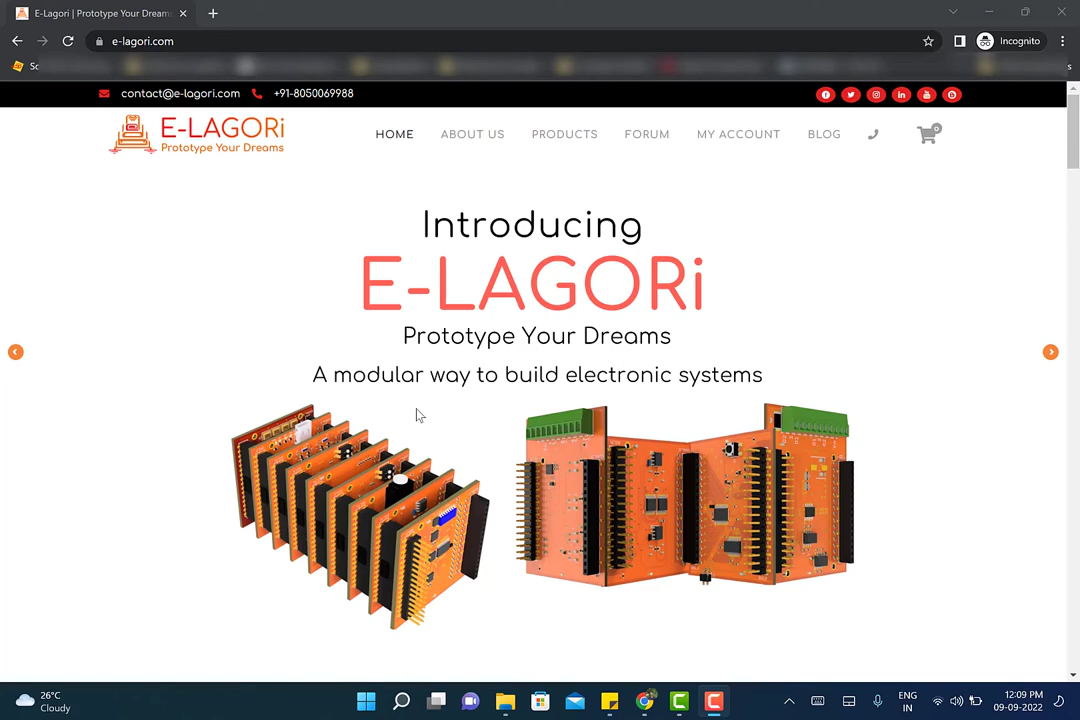 E-Lagori | Prototype Your Dream
e-lagori.com
Incognito
Sc
contact@e-lagori.com +91-8050069988
E-LAGORi
Prototype Your Dreams
HOME ABOUT US PRODUCTS FORUM MY ACCOUNT BLOG
0
Introducing
E-LAGORi
Prototype Your Dreams
A modular way to build electronic systems
26°C
Cloudy
ENG
IN
12:09 PM
09-09-2022